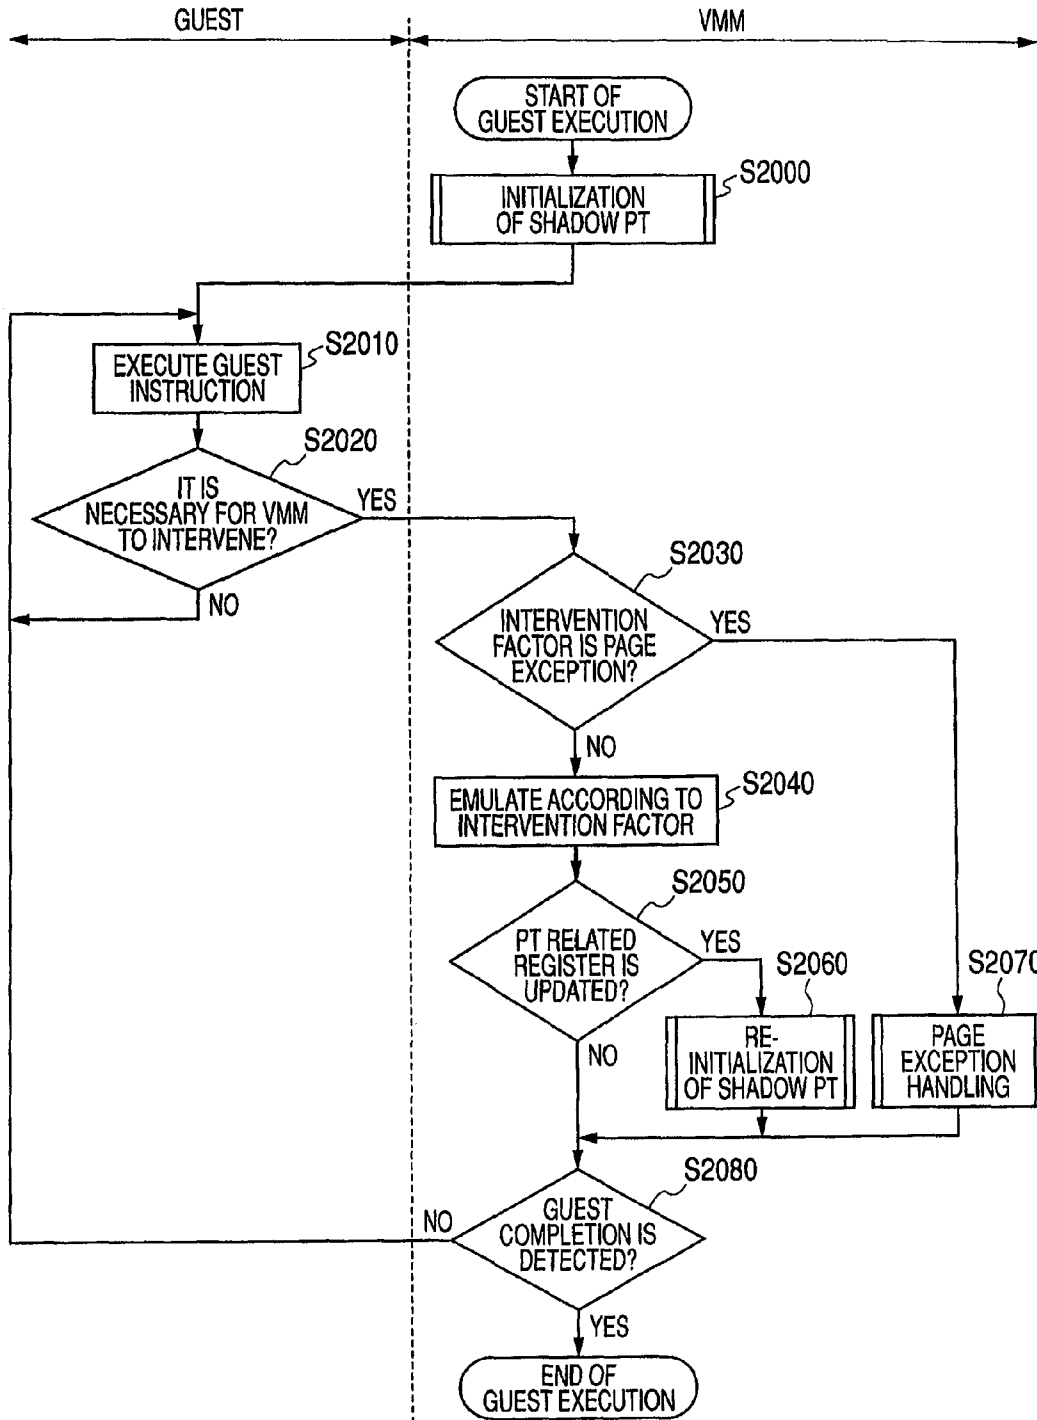 GUEST
VMM
START OF
GUEST EXECUTION
S2000
INITIALIZATION
OF SHADOW PT
S2010
EXECUTE GUEST
INSTRUCTION
S2020
IT IS
NECESSARY FOR VMM
TO INTERVENE?
YES
NO
S2030
INTERVENTION
FACTOR IS PAGE
EXCEPTION?
YES
NO
S2040
EMULATE ACCORDING TO
INTERVENTION FACTOR
S2050
PT RELATED
REGISTER IS
UPDATED?
YES
NO
S2060
RE-
INITIALIZATION
OF SHADOW PT
S2070
PAGE
EXCEPTION
HANDLING
S2080
GUEST
COMPLETION IS
DETECTED?
NO
YES
END OF
GUEST EXECUTION